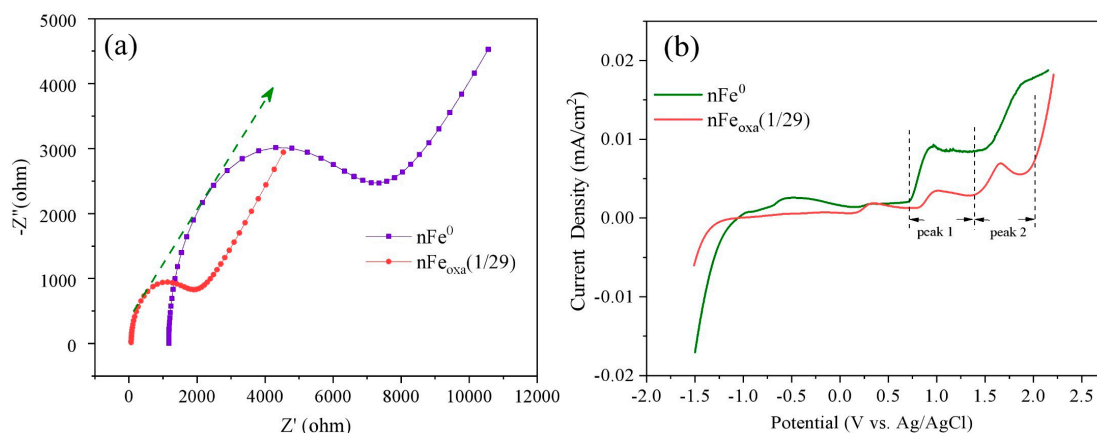 (a)
5000
4000
3000
2000
1000
0
-Z"(ohm)
nFe⁰
nFeₒₓₐ(1/29)
0 2000 4000 6000 8000 10000 12000
Z' (ohm)
(b)
0.02
0.01
0.00
-0.01
-0.02
Current Density (mA/cm²)
nFe⁰
nFeₒₓₐ(1/29)
peak 1 peak 2
-2.0 -1.5 -1.0 -0.5 0.0 0.5 1.0 1.5 2.0 2.5
Potential (V vs. Ag/AgCl)